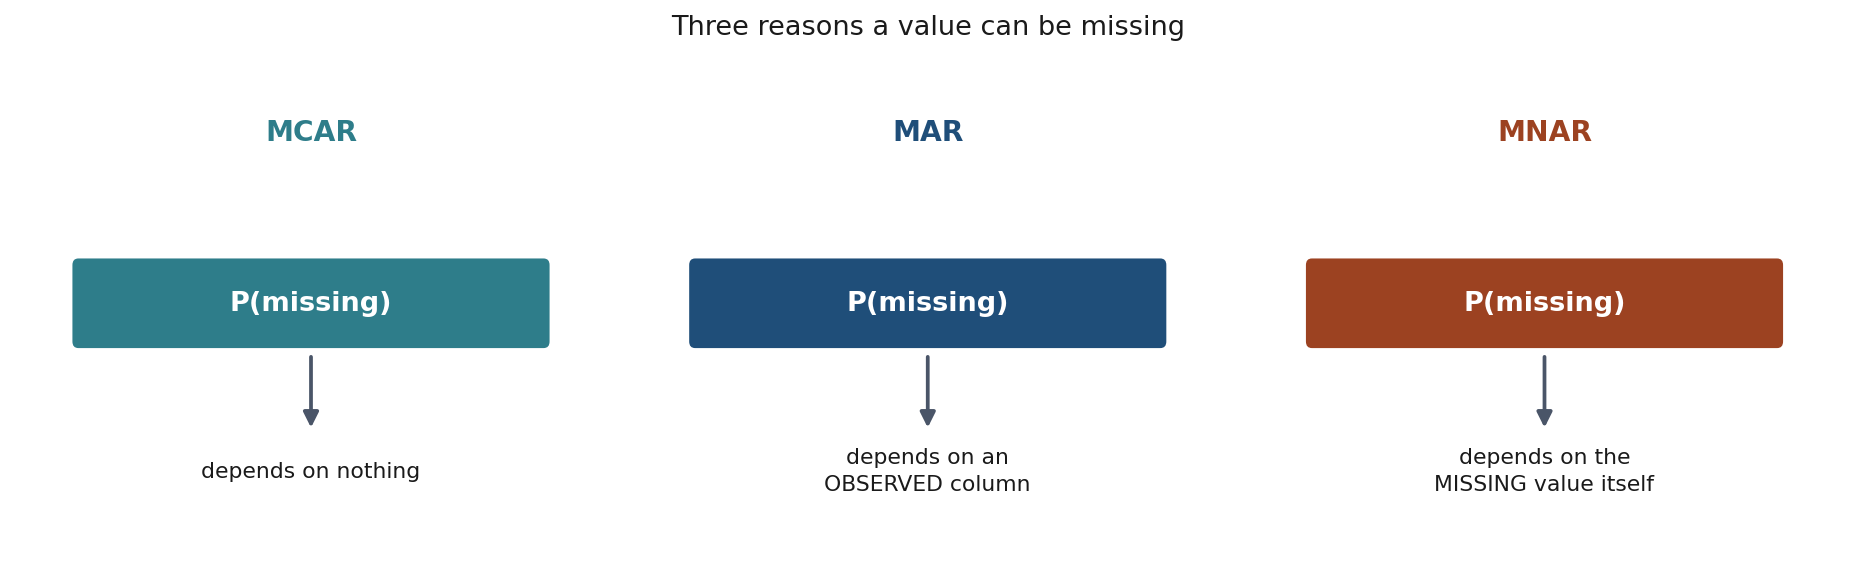 Three reasons a value can be missing
MCAR
MAR
MNAR
P(missing)
P(missing)
P(missing)
depends on nothing
depends on an
OBSERVED column
depends on the
MISSING value itself